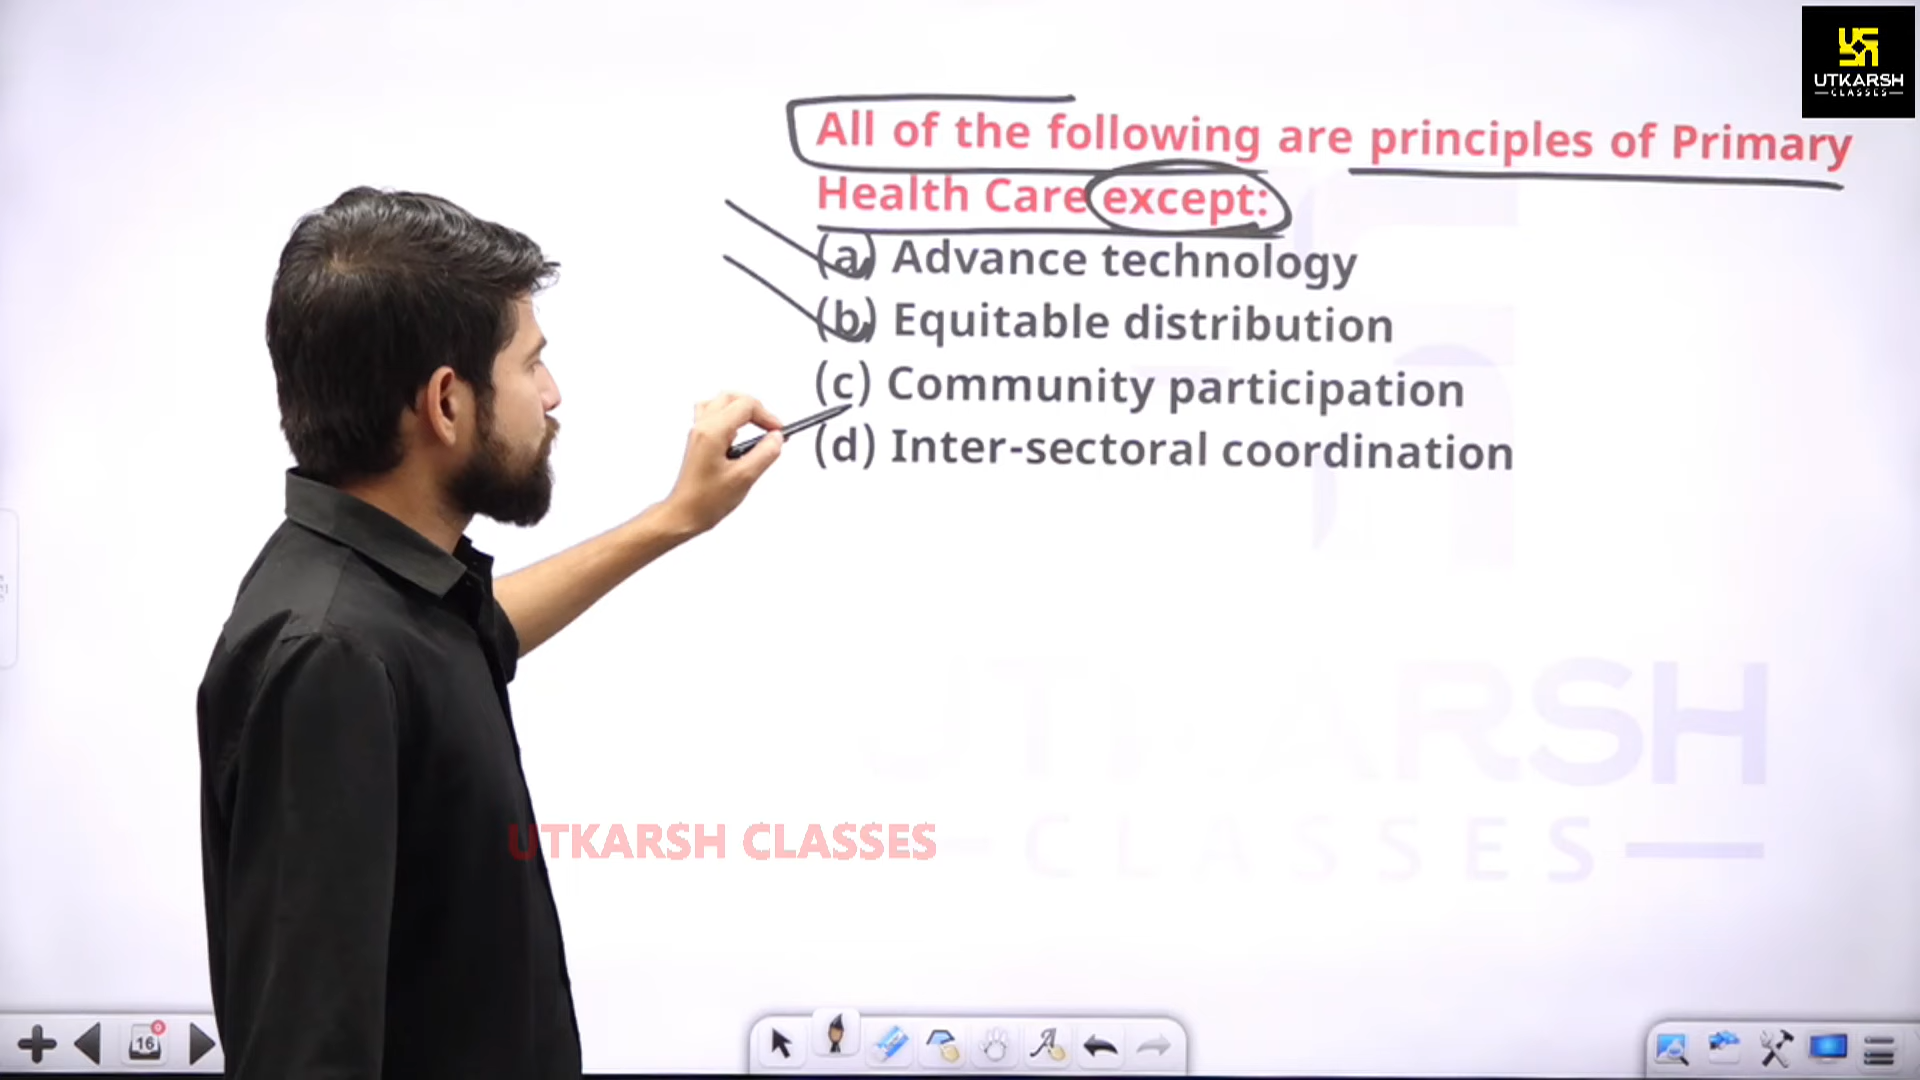 UTKARSH
CLASSES
All of the following are principles of Primary
Health Care except:
(a) Advance technology
(b) Equitable distribution
(c) Community participation
(d) Inter-sectoral coordination
UTKARSH
CLASSES
UTKARSH CLASSES
16